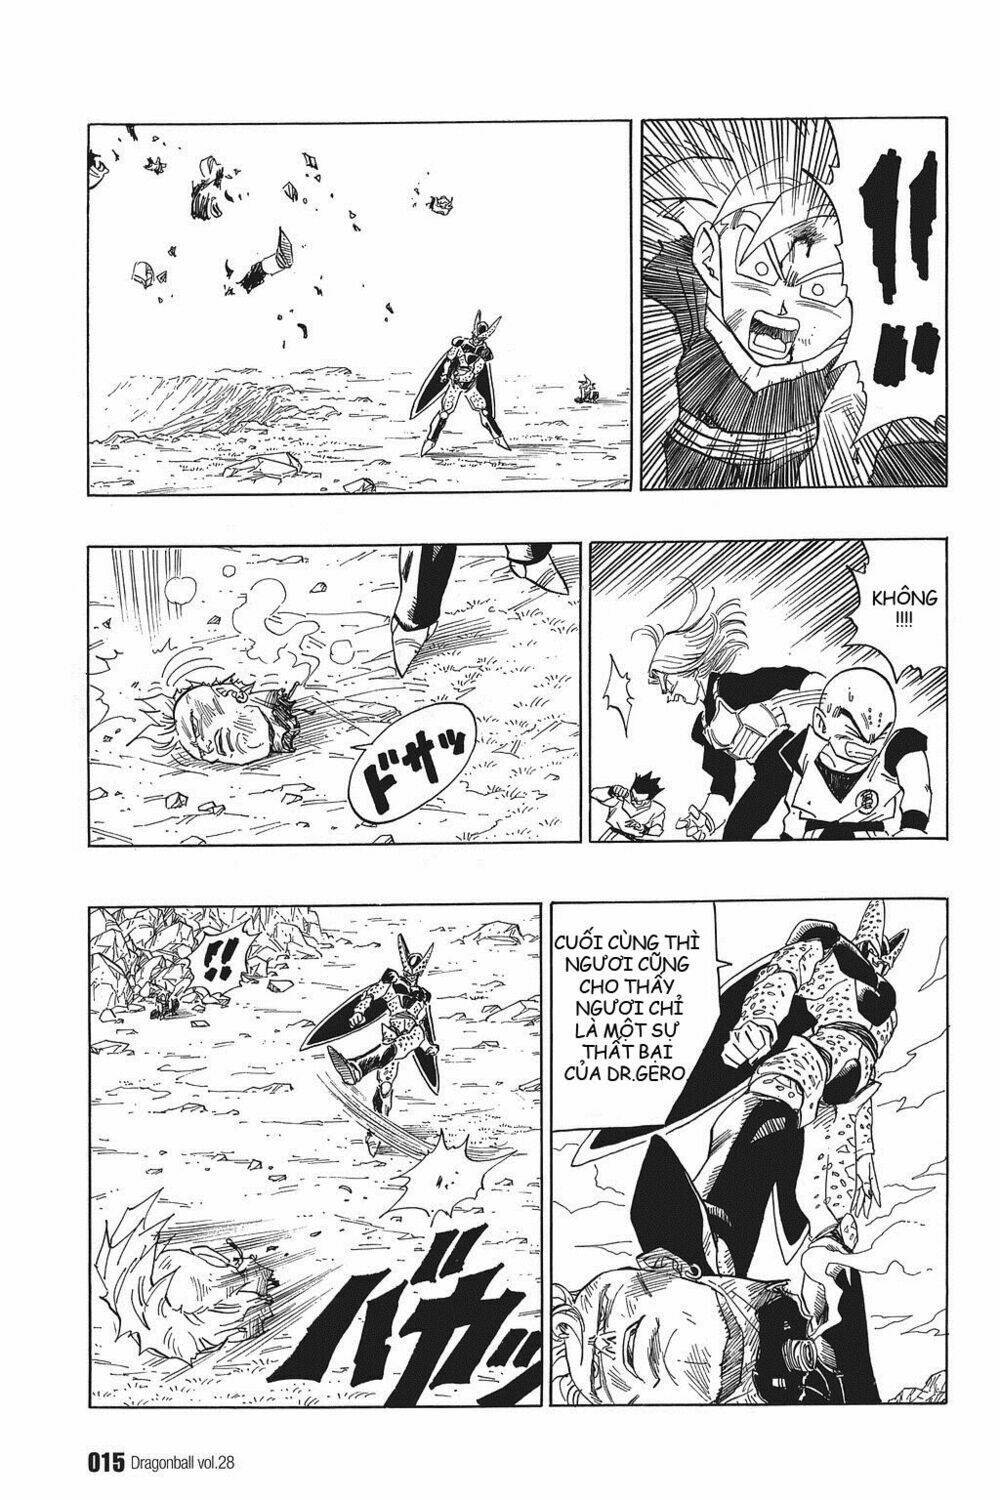 !!
KHÔNG
!!!!
ドサッ
CUỐI CÙNG THÌ
NGƯƠI CŨNG
CHO THẤY
NGƯƠI CHỈ
LÀ MỘT SỰ
THẤT BẠI
CỦA DR.GERO
!!
バガッ
015 Dragonball vol.28